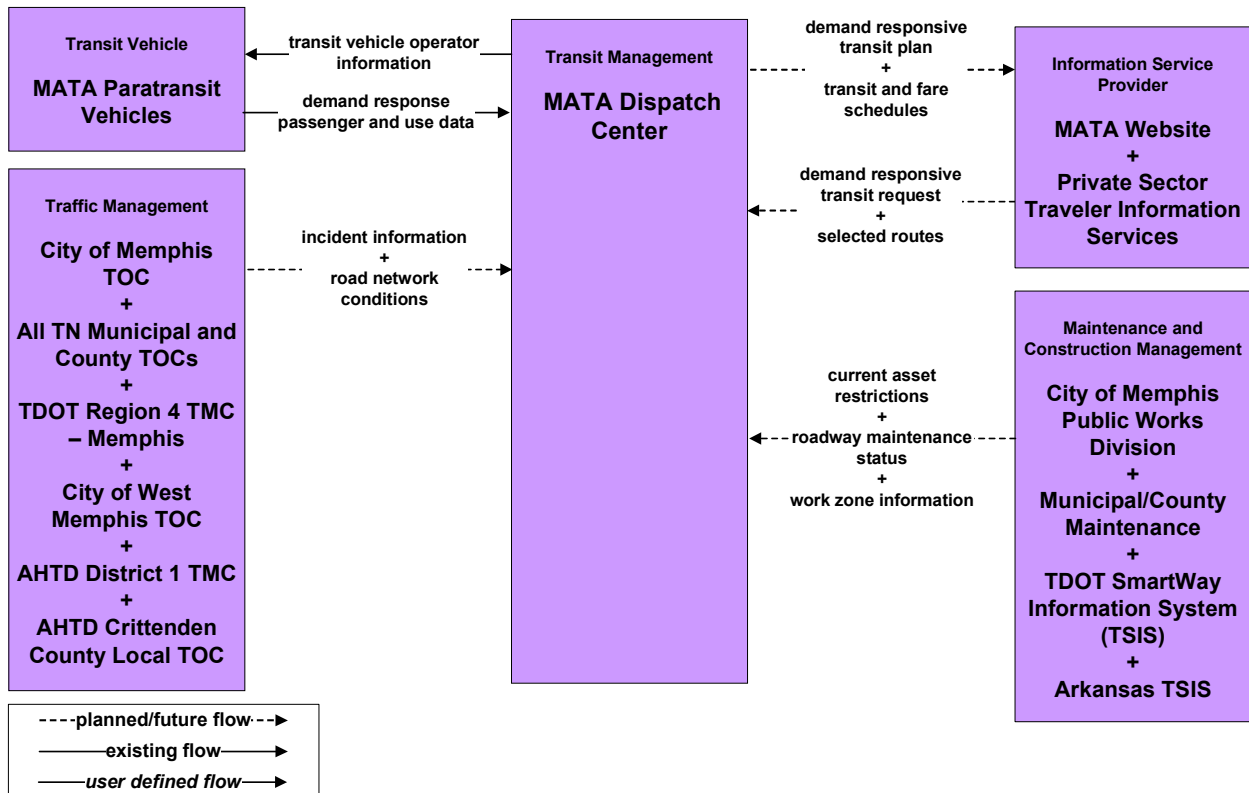 Transit Vehicle
MATA Paratransit
Vehicles
transit vehicle operator
information
demand response
passenger and use data
Traffic Management
City of Memphis
TOC
+
All TN Municipal and
County TOCs
+
TDOT Region 4 TMC
– Memphis
+
City of West
Memphis TOC
+
AHTD District 1 TMC
+
AHTD Crittenden
County Local TOC
incident information
+
road network
conditions
Transit Management
MATA Dispatch
Center
demand responsive
transit plan
+
transit and fare
schedules
demand responsive
transit request
+
selected routes
Information Service
Provider
MATA Website
+
Private Sector
Traveler Information
Services
current asset
restrictions
+
roadway maintenance
status
+
work zone information
Maintenance and
Construction Management
City of Memphis
Public Works
Division
+
Municipal/County
Maintenance
+
TDOT SmartWay
Information System
(TSIS)
+
Arkansas TSIS
planned/future flow
existing flow
user defined flow